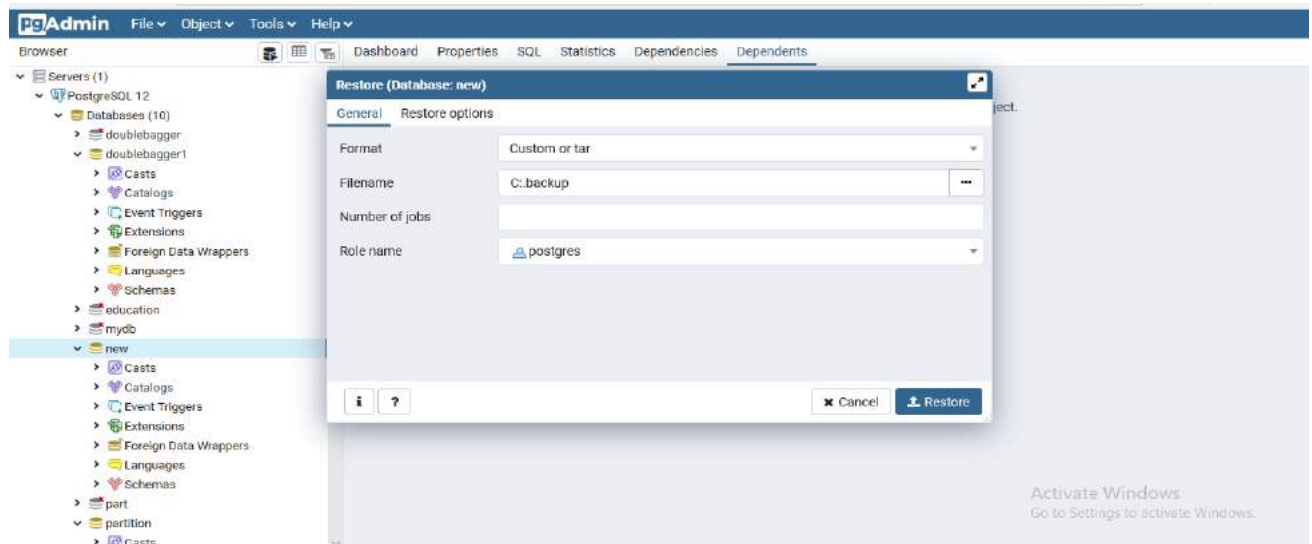 pgAdmin File Object Tools Help
Browser Dashboard Properties SQL Statistics Dependencies Dependents
Servers (1)
PostgreSQL 12
Databases (10)
doublebagger
doublebagger1
Casts
Catalogs
Event Triggers
Extensions
Foreign Data Wrappers
Languages
Schemas
education
mydb
new
Casts
Catalogs
Event Triggers
Extensions
Foreign Data Wrappers
Languages
Schemas
part
partition
Casts
Restore (Database: new)
General Restore options
Format Custom or tar
Filename C:.backup
Number of jobs
Role name postgres
i ? Cancel Restore
ject.
Activate Windows
Go to Settings to activate Windows.